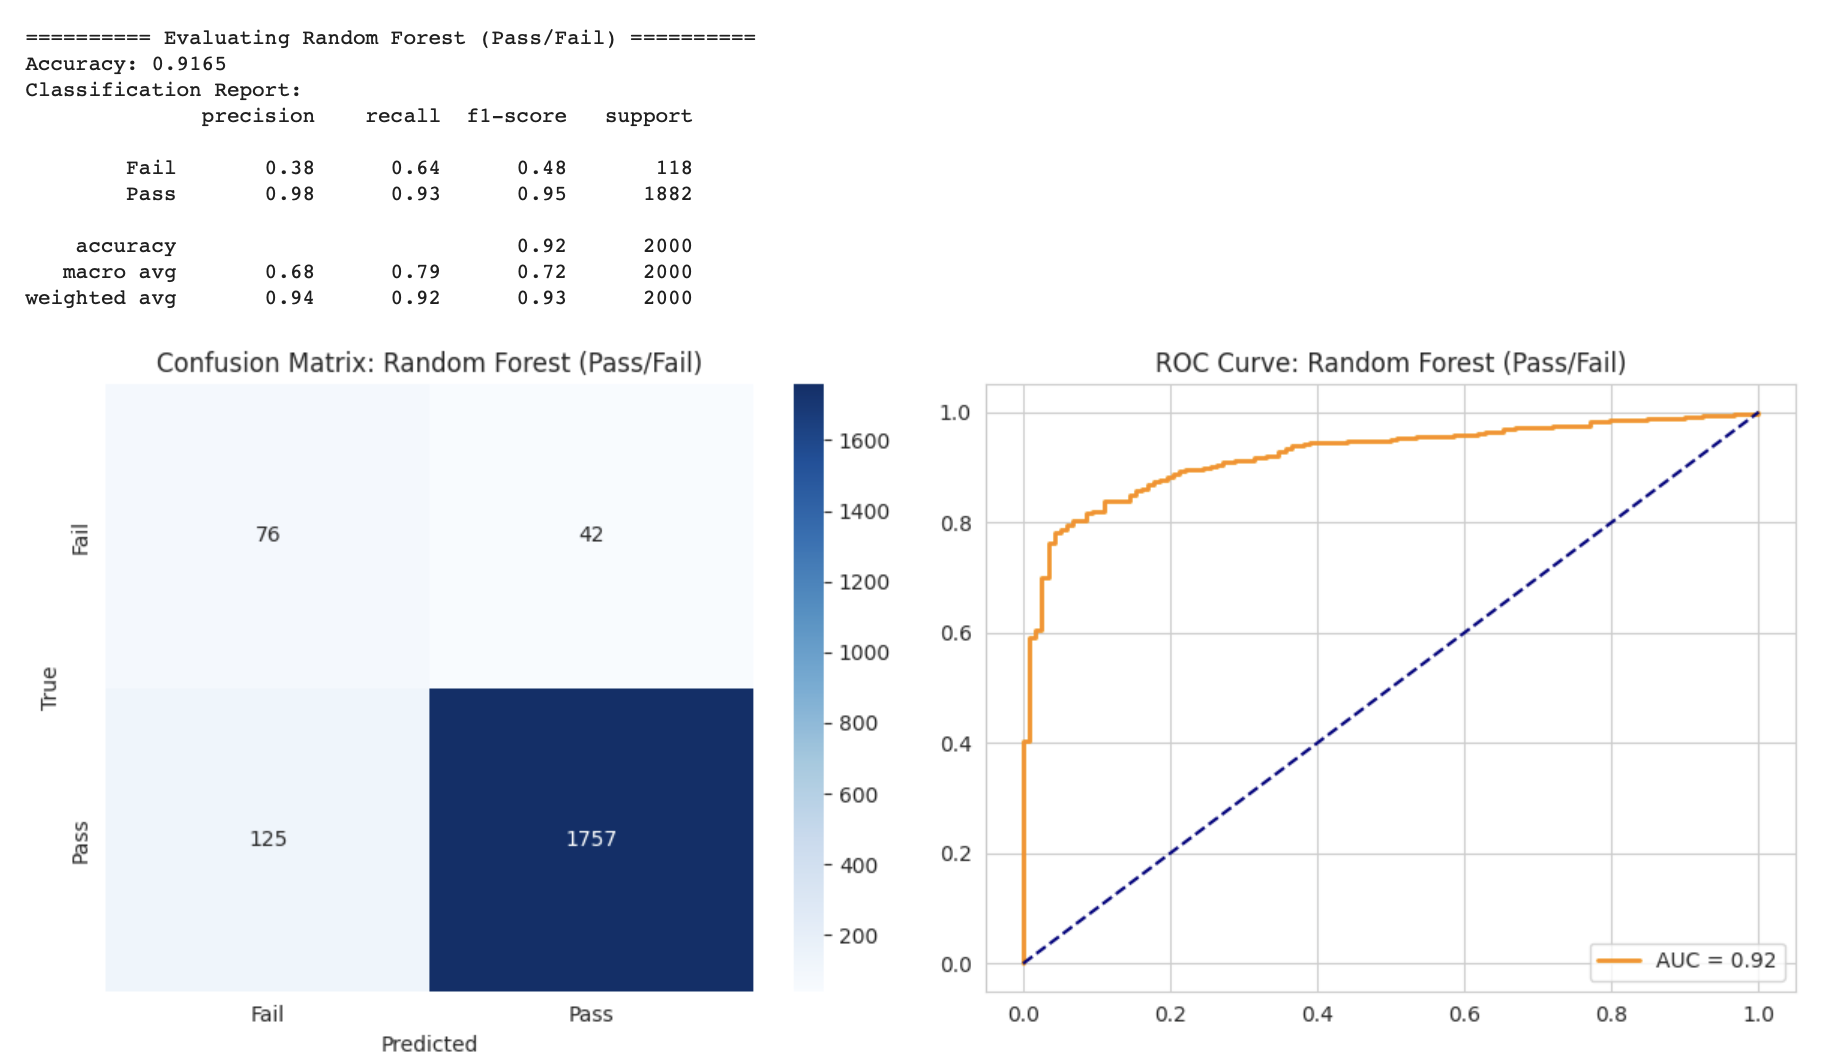 ========== Evaluating Random Forest (Pass/Fail) ==========
Accuracy: 0.9165
Classification Report:
precision recall f1-score support
Fail 0.38 0.64 0.48 118
Pass 0.98 0.93 0.95 1882
accuracy 0.92 2000
macro avg 0.68 0.79 0.72 2000
weighted avg 0.94 0.92 0.93 2000
Confusion Matrix: Random Forest (Pass/Fail)
True
Fail
Pass
76
42
125
1757
Fail
Pass
Predicted
1600
1400
1200
1000
800
600
400
200
ROC Curve: Random Forest (Pass/Fail)
1.0
0.8
0.6
0.4
0.2
0.0
AUC = 0.92
0.0
0.2
0.4
0.6
0.8
1.0